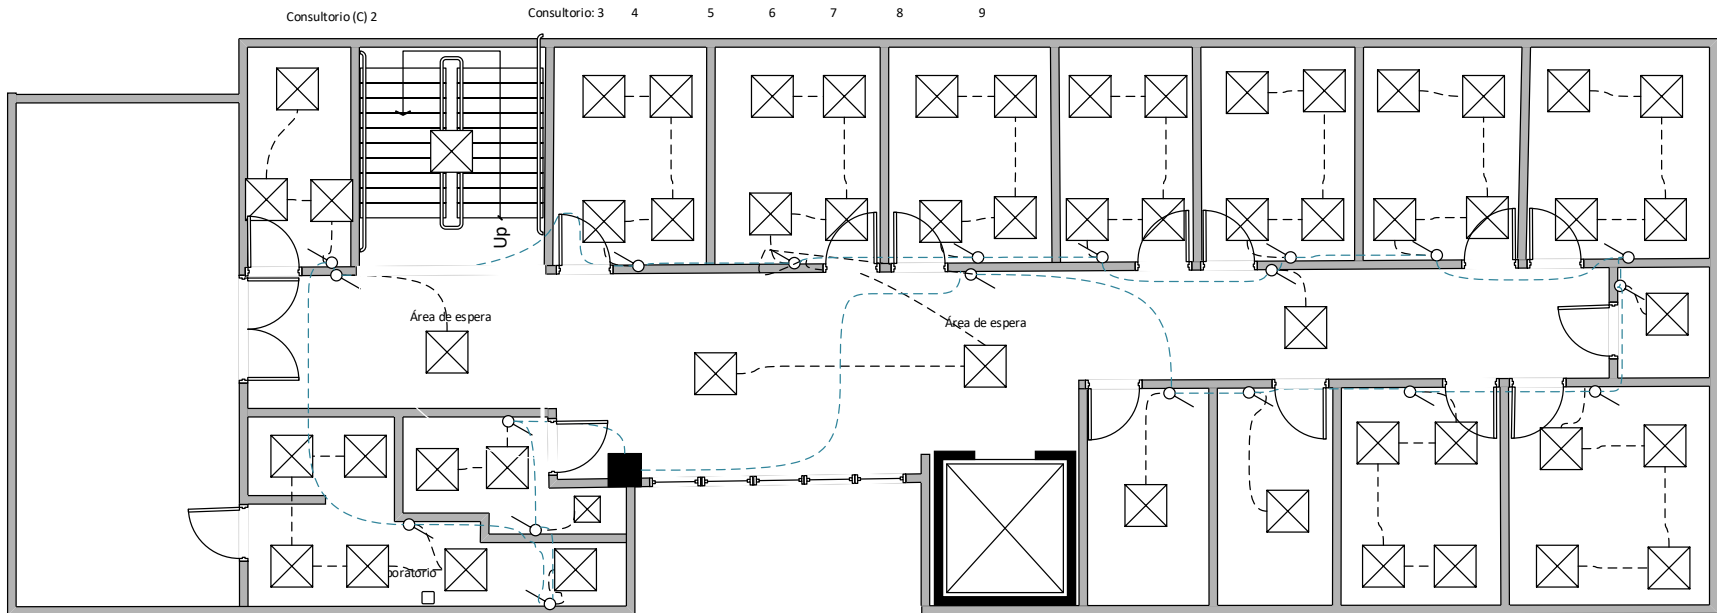 Consultorio (C) 2
Consultorio: 3 4 5 6 7 8 9
Up
Área de espera
Área de espera